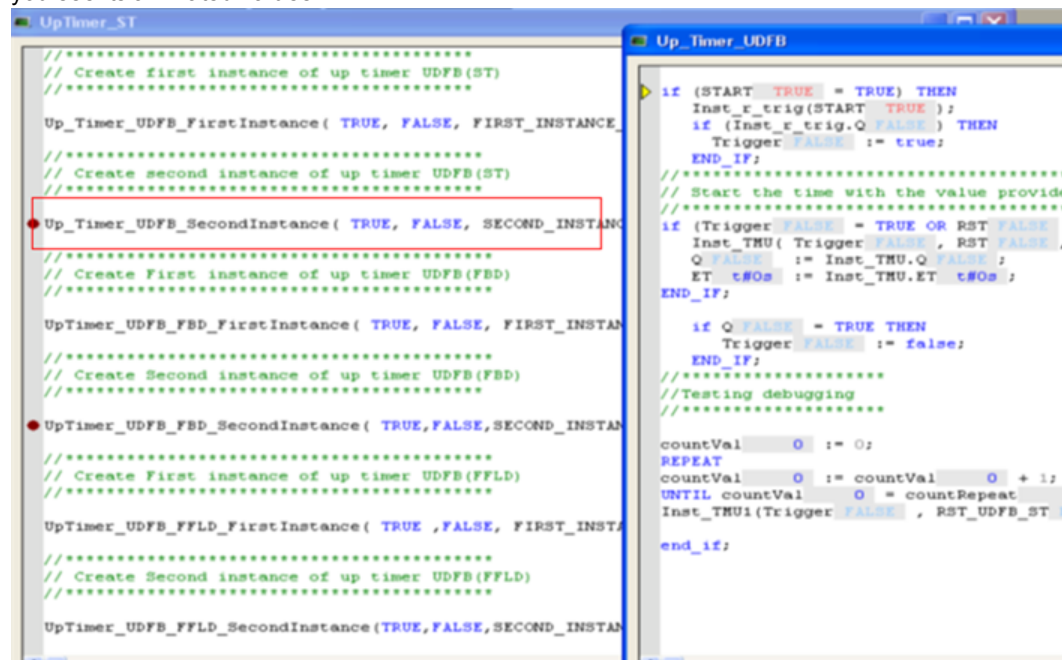 UpTimer_ST
//******************************************
// Create first instance of up timer UDFB(ST)
//******************************************
Up_Timer_UDFB_FirstInstance( TRUE, FALSE, FIRST_INSTANCE_
//*******************************************
// Create second instance of up timer UDFB(ST)
//*******************************************
Up_Timer_UDFB_SecondInstance( TRUE, FALSE, SECOND_INSTANC
//********************************************
// Create First instance of up timer UDFB(FBD)
//********************************************
UpTimer_UDFB_FBD_FirstInstance( TRUE, FALSE, FIRST_INSTAN
//********************************************
// Create Second instance of up timer UDFB(FBD)
//*******************************************
UpTimer_UDFB_FBD_SecondInstance( TRUE,FALSE,SECOND_INSTAN
//********************************************
// Create First instance of up timer UDFB(FFLD)
//********************************************
UpTimer_UDFB_FFLD_FirstInstance( TRUE ,FALSE, FIRST_INSTA
//********************************************
// Create Second instance of up timer UDFB(FFLD)
//********************************************
UpTimer_UDFB_FFLD_SecondInstance(TRUE,FALSE,SECOND_INSTAN
Up_Timer_UDFB
if (START TRUE = TRUE) THEN
Inst_r_trig(START TRUE );
if (Inst_r_trig.Q FALSE ) THEN
Trigger FALSE := true;
END_IF;
//****************************************
// Start the time with the value provide
//****************************************
if (Trigger FALSE = TRUE OR RST FALSE
Inst_TMU( Trigger FALSE , RST FALSE ,
Q FALSE := Inst_TMU.Q FALSE ;
ET t#0s := Inst_TMU.ET t#0s ;
END_IF;
if Q FALSE = TRUE THEN
Trigger FALSE := false;
END_IF;
//********************
//Testing debugging
//********************
countVal 0 := 0;
REPEAT
countVal 0 := countVal 0 + 1;
UNTIL countVal 0 = countRepeat
Inst_TMU1(Trigger FALSE , RST_UDFB_ST
end_if;